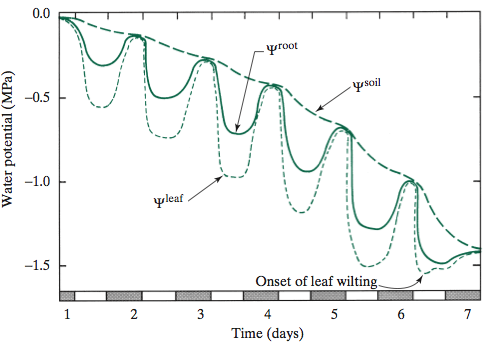 Water potential (MPa)
0.0
−0.5
−1.0
−1.5
Ψroot
Ψsoil
Ψleaf
Onset of leaf wilting
1 2 3 4 5 6 7
Time (days)